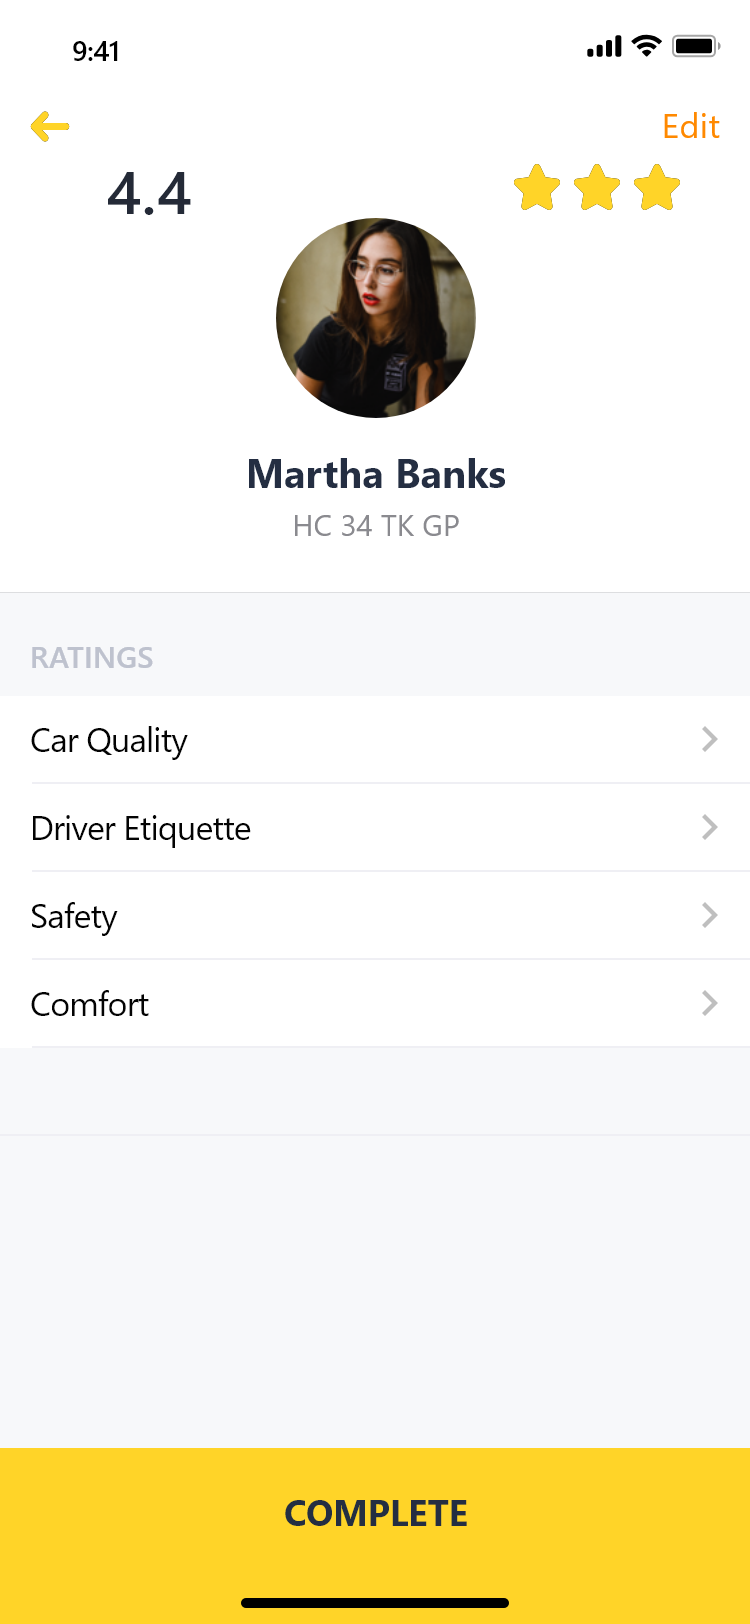 9:41
Edit
4.4
Martha Banks
HC 34 TK GP
RATINGS
Car Quality
Driver Etiquette
Safety
Comfort
COMPLETE